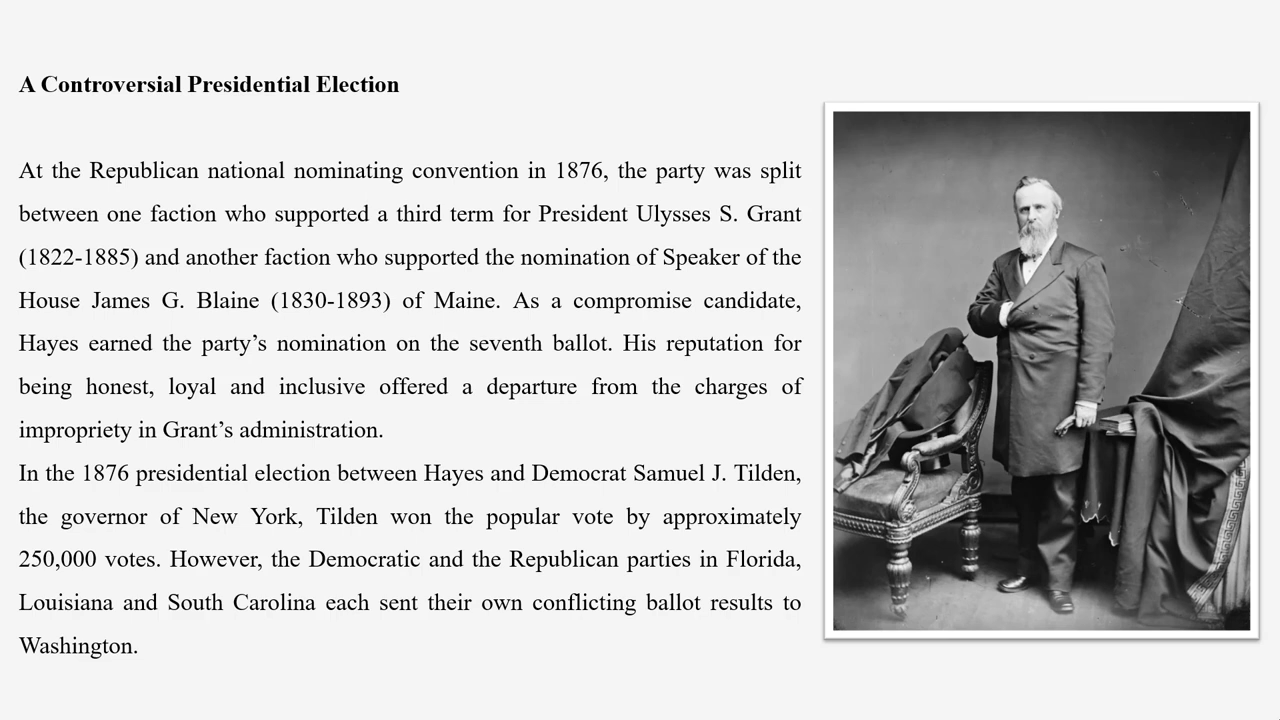 A Controversial Presidential Election
At the Republican national nominating convention in 1876, the party was split
between one faction who supported a third term for President Ulysses S. Grant
(1822-1885) and another faction who supported the nomination of Speaker of the
House James G. Blaine (1830-1893) of Maine. As a compromise candidate,
Hayes earned the party’s nomination on the seventh ballot. His reputation for
being honest, loyal and inclusive offered a departure from the charges of
impropriety in Grant’s administration.
In the 1876 presidential election between Hayes and Democrat Samuel J. Tilden,
the governor of New York, Tilden won the popular vote by approximately
250,000 votes. However, the Democratic and the Republican parties in Florida,
Louisiana and South Carolina each sent their own conflicting ballot results to
Washington.